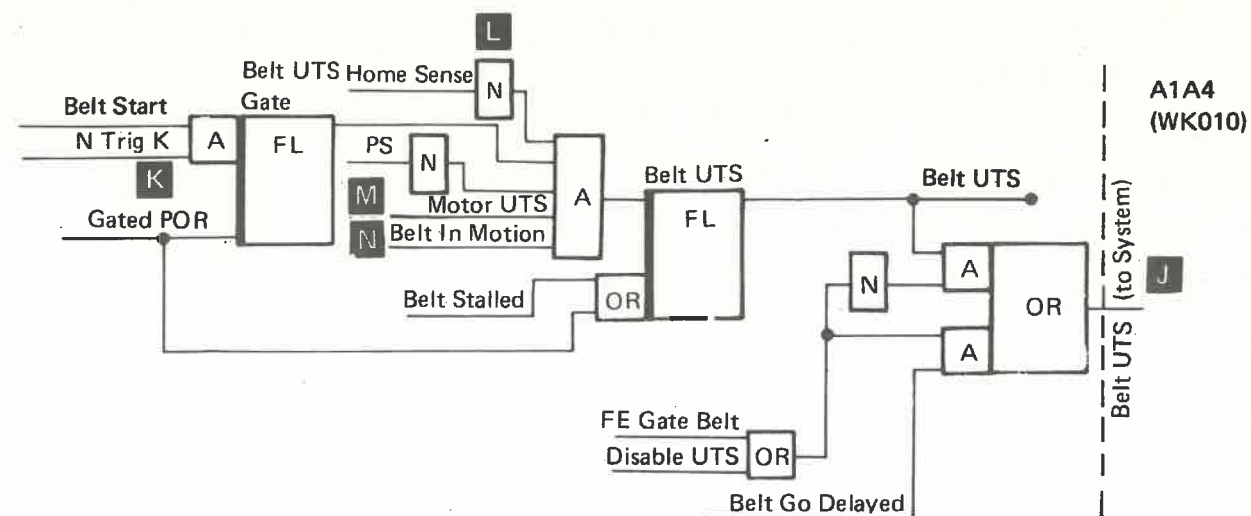 L
Belt UTS Home Sense
N
A1A4
(WK010)
Belt Start
Gate
N Trig K
A
FL
PS
N
A
Belt UTS
Belt UTS
K
M
Motor UTS
FL
Gated POR
N
Belt In Motion
Belt Stalled
OR
N
A
OR
J
A
Belt UTS (to System)
FE Gate Belt
Disable UTS
OR
Belt Go Delayed